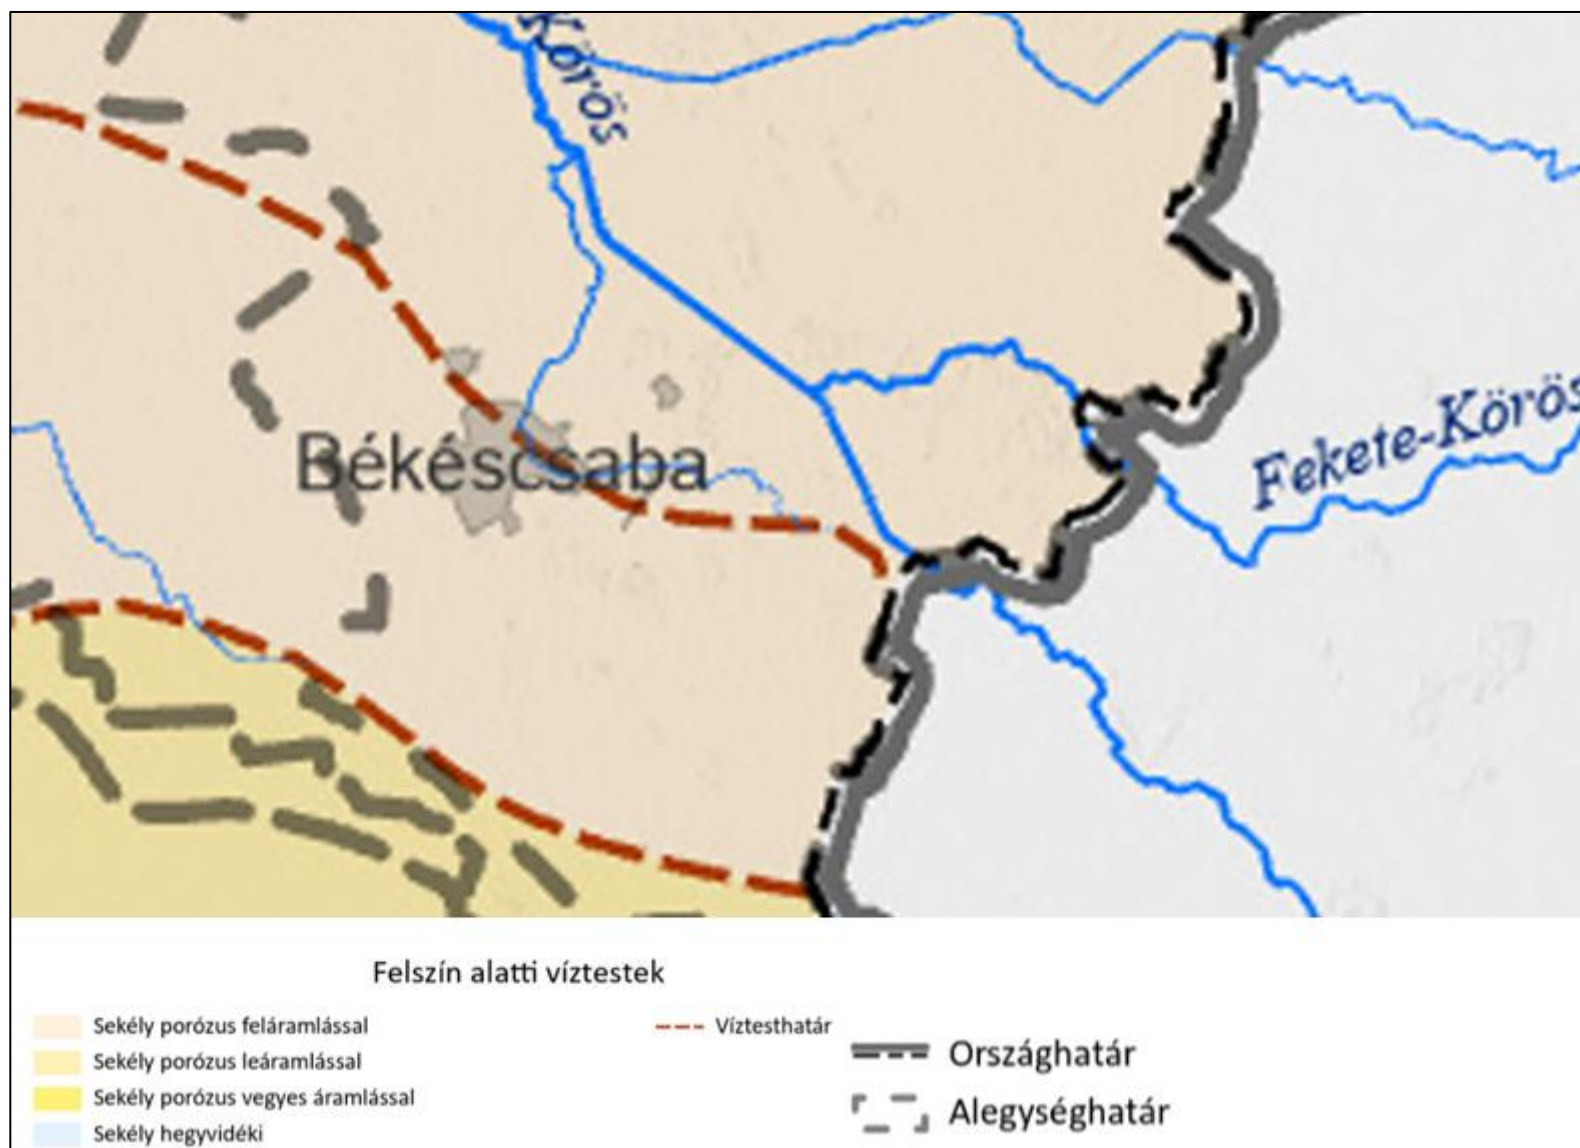 Körös
Fekete-Körös
Békéscsaba
Felszín alatti víztestek
Sekély porózus feláramlással
Sekély porózus leáramlással
Sekély porózus vegyes áramlással
Sekély hegyvidéki
Víztesthatár
Országhatár
Alegységhatár